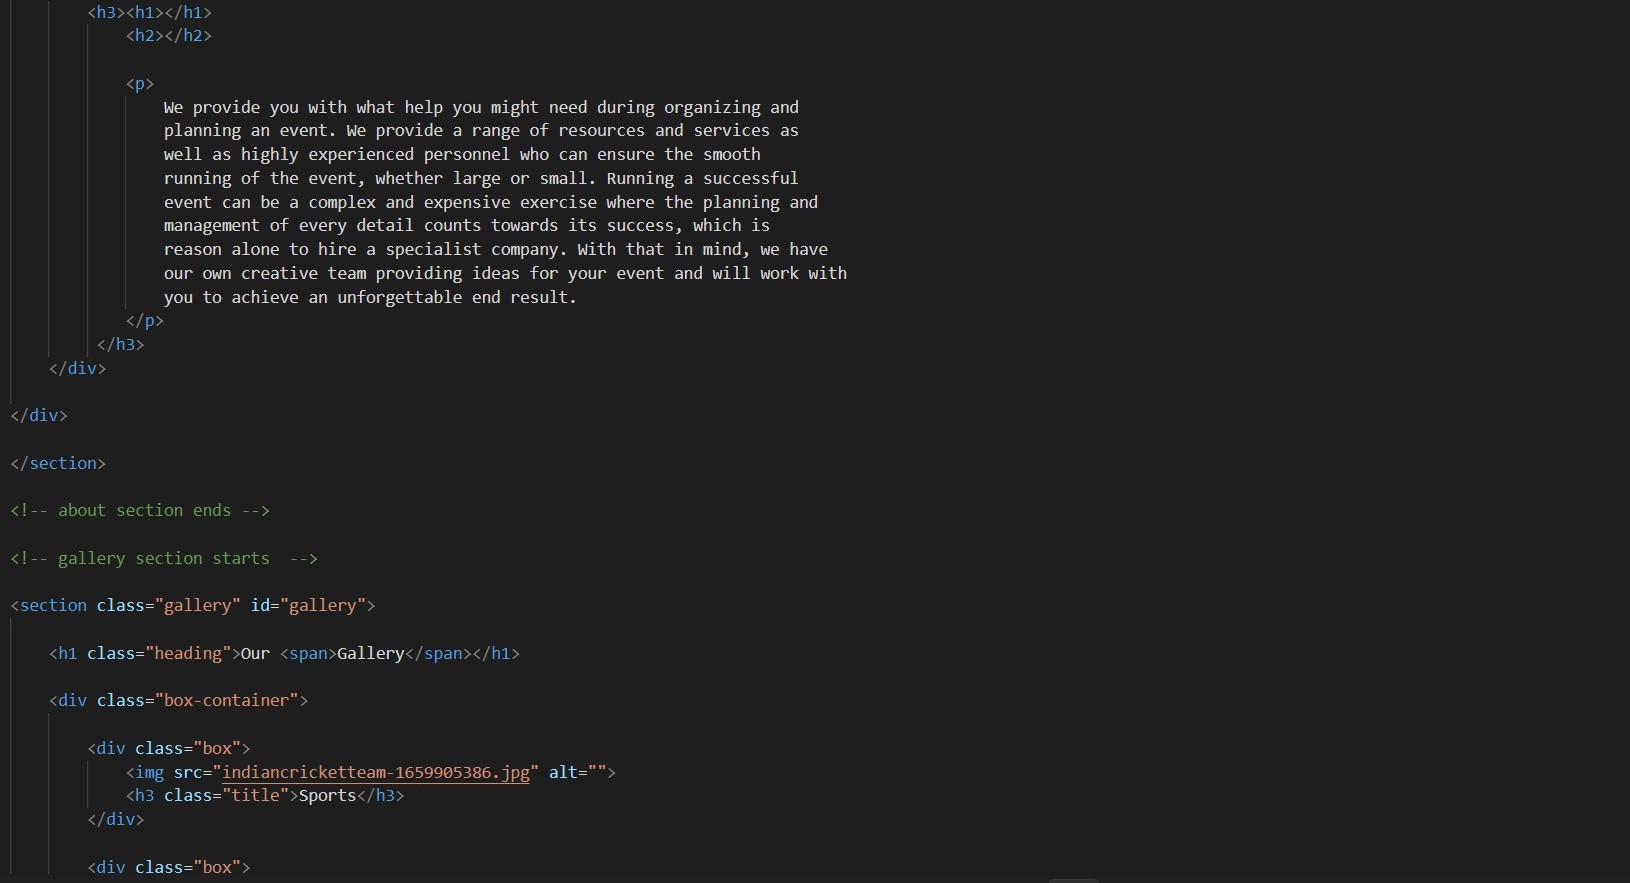 <h3><h1></h1>
<h2></h2>
<p>
We provide you with what help you might need during organizing and
planning an event. We provide a range of resources and services as
well as highly experienced personnel who can ensure the smooth
running of the event, whether large or small. Running a successful
event can be a complex and expensive exercise where the planning and
management of every detail counts towards its success, which is
reason alone to hire a specialist company. With that in mind, we have
our own creative team providing ideas for your event and will work with
you to achieve an unforgettable end result.
</p>
</h3>
</div>
</div>
</section>
<!-- about section ends -->
<!-- gallery section starts  -->
<section class="gallery" id="gallery">
<h1 class="heading">Our <span>Gallery</span></h1>
<div class="box-container">
<div class="box">
<img src="indiancricketteam-1659905386.jpg" alt="">
<h3 class="title">Sports</h3>
</div>
<div class="box">